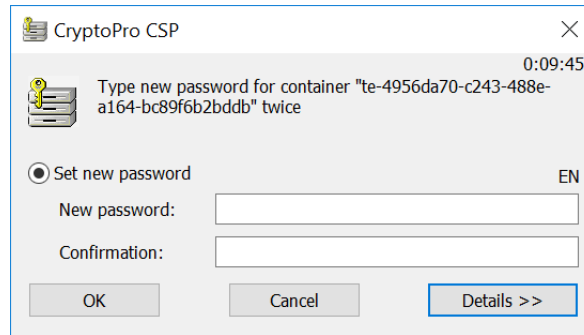 CryptoPro CSP
0:09:45
Type new password for container "te-4956da70-c243-488e-
a164-bc89f6b2bddb" twice
Set new password
EN
New password:
Confirmation:
OK
Cancel
Details >>